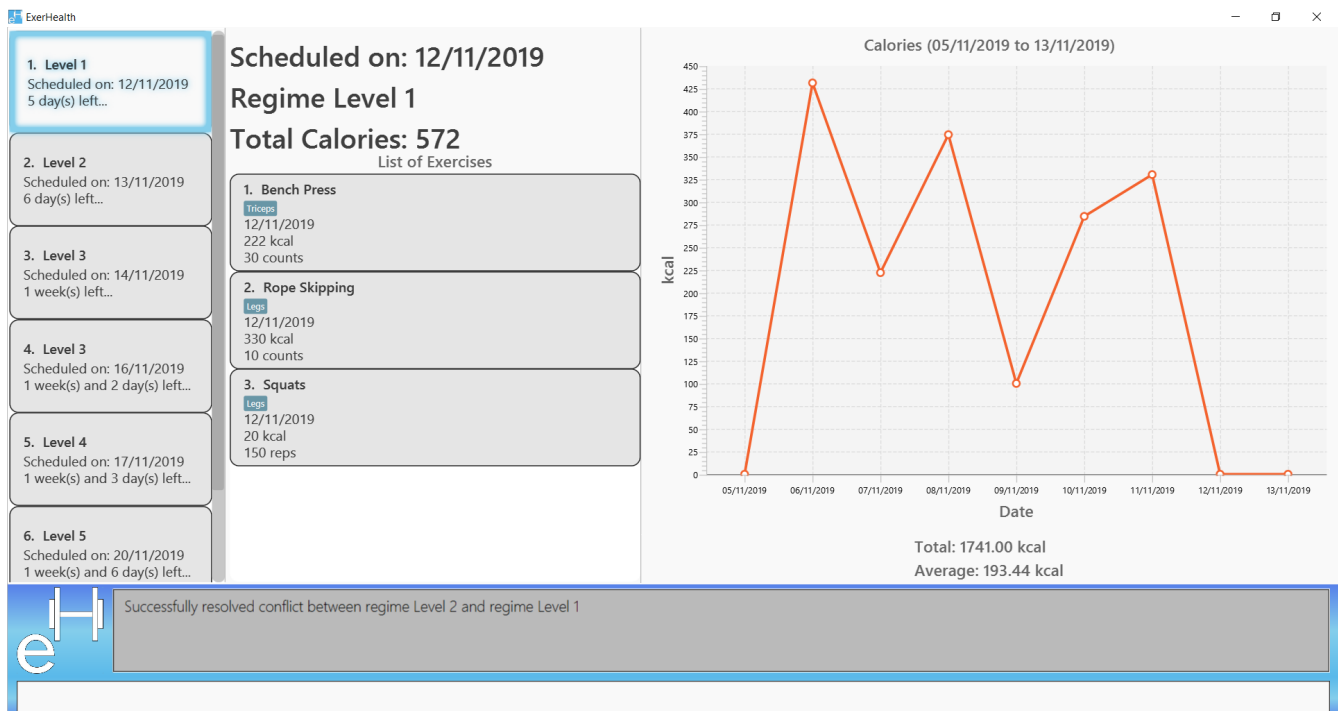 ExerHealth
1. Level 1
Scheduled on: 12/11/2019
5 day(s) left...
2. Level 2
Scheduled on: 13/11/2019
6 day(s) left...
3. Level 3
Scheduled on: 14/11/2019
1 week(s) left...
4. Level 3
Scheduled on: 16/11/2019
1 week(s) and 2 day(s) left...
5. Level 4
Scheduled on: 17/11/2019
1 week(s) and 3 day(s) left...
6. Level 5
Scheduled on: 20/11/2019
1 week(s) and 6 day(s) left...
Scheduled on: 12/11/2019
Regime Level 1
Total Calories: 572
List of Exercises
1. Bench Press
Triceps
12/11/2019
222 kcal
30 counts
2. Rope Skipping
Legs
12/11/2019
330 kcal
10 counts
3. Squats
Legs
12/11/2019
20 kcal
150 reps
Calories (05/11/2019 to 13/11/2019)
kcal
450
425
400
375
350
325
300
275
250
225
200
175
150
125
100
75
50
25
0
05/11/2019 06/11/2019 07/11/2019 08/11/2019 09/11/2019 10/11/2019 11/11/2019 12/11/2019 13/11/2019
Date
Total: 1741.00 kcal
Average: 193.44 kcal
eH
Successfully resolved conflict between regime Level 2 and regime Level 1